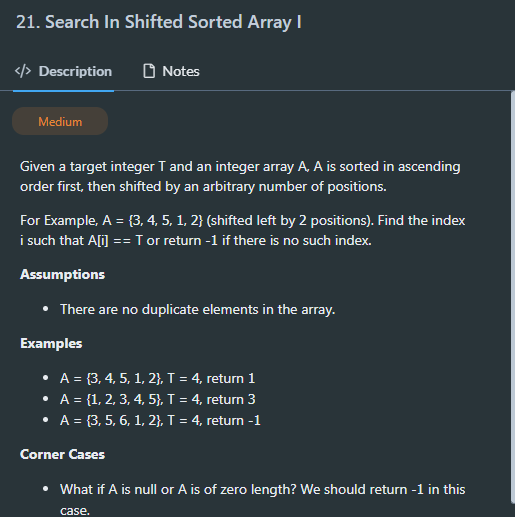 21. Search In Shifted Sorted Array I
</> Description Notes
Medium
Given a target integer T and an integer array A, A is sorted in ascending
order first, then shifted by an arbitrary number of positions.
For Example, A = {3, 4, 5, 1, 2} (shifted left by 2 positions). Find the index
i such that A[i] == T or return -1 if there is no such index.
Assumptions
• There are no duplicate elements in the array.
Examples
• A = {3, 4, 5, 1, 2}, T = 4, return 1
• A = {1, 2, 3, 4, 5}, T = 4, return 3
• A = {3, 5, 6, 1, 2}, T = 4, return -1
Corner Cases
• What if A is null or A is of zero length? We should return -1 in this
case.